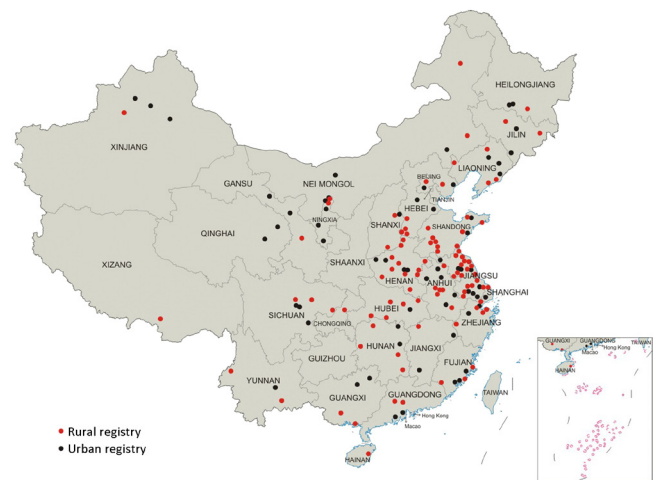 HEILONGJIANG
JILIN
XINJIANG
LIAONING
GANSU
NEI MONGOL
BEIJING
TIANJIN
HEBEI
NINGXIA
QINGHAI
SHANXI
SHANDONG
SHAANXI
XIZANG
HENAN
ANHUI
JIANGSU
SHANGHAI
SICHUAN
HUBEI
CHONGQING
ZHEJIANG
HUNAN
JIANGXI
GUIZHOU
FUJIAN
YUNNAN
GUANGXI
GUANGDONG
TAIWAN
Hong Kong
Macao
HAINAN
Rural registry
Urban registry
GUANGXI GUANGDONG TAIWAN
Hong Kong
Macao
HAINAN